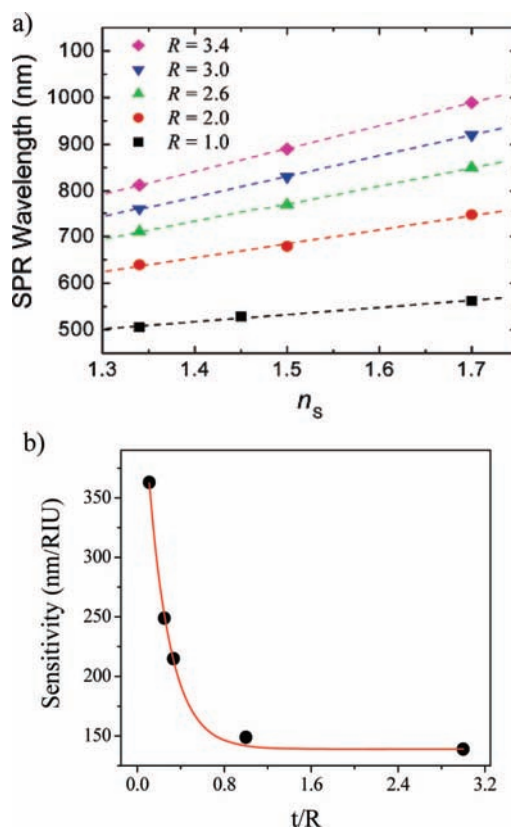 a)
SPR Wavelength (nm)
100
1000
900
800
700
600
500
R = 3.4
R = 3.0
R = 2.6
R = 2.0
R = 1.0
1.3 1.4 1.5 1.6 1.7
nₛ
b)
Sensitivity (nm/RIU)
350
300
250
200
150
0.0 0.8 1.6 2.4 3.2
t/R